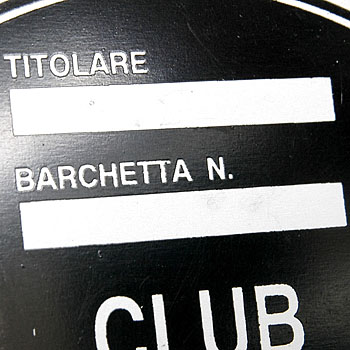 TITOLARE
BARCHETTA N.
CLUB